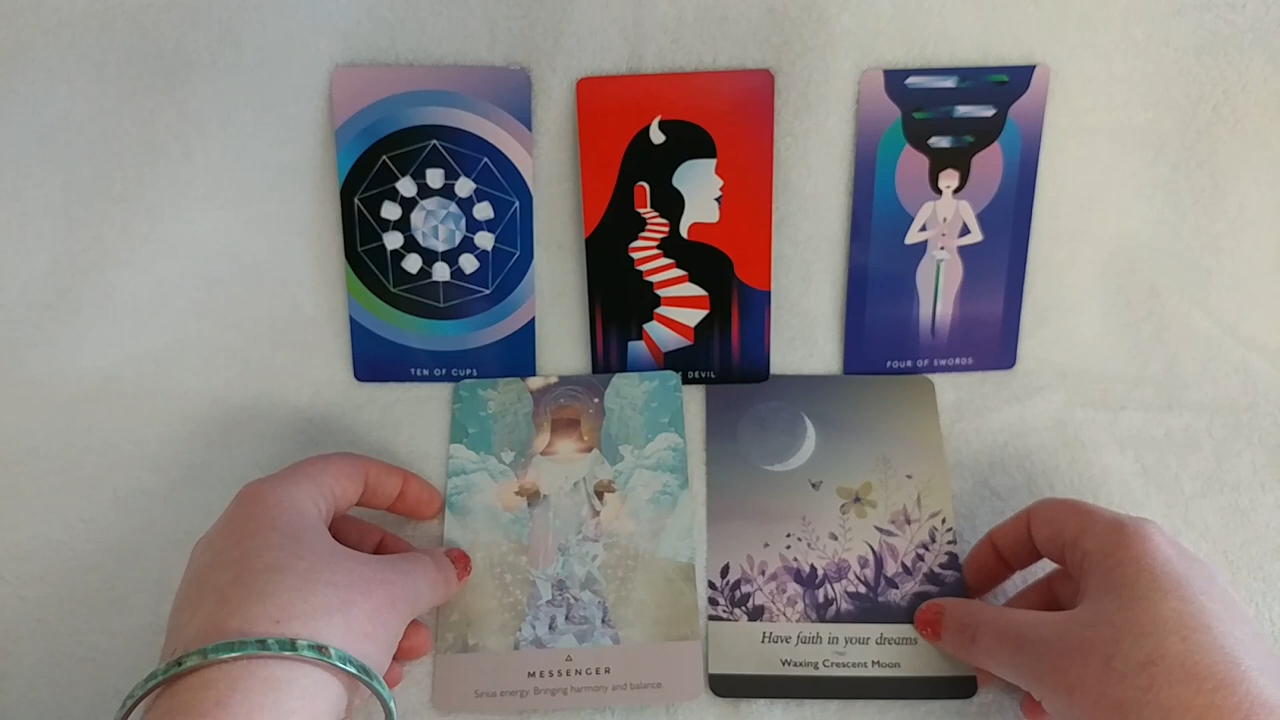 TEN OF CUPS
E DEVIL
FOUR OF SWORDS
MESSENGER
Sirius energy. Bringing harmony and balance.
Have faith in your dreams
Waxing Crescent Moon